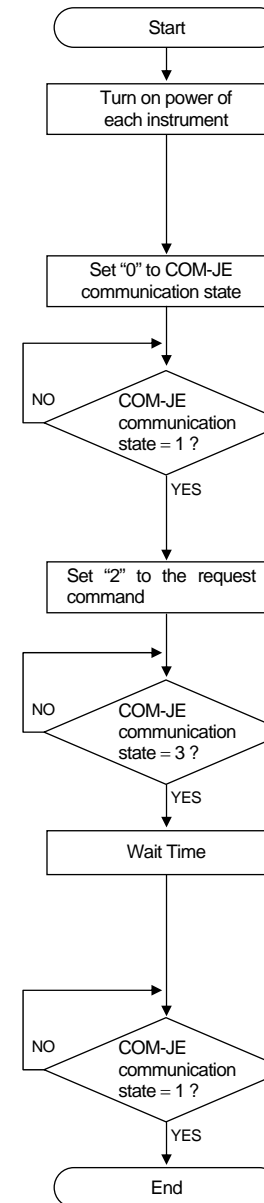 Start
Turn on power of
each instrument
Set “0” to COM-JE
communication state
NO
COM-JE
communication
state = 1 ?
YES
Set “2” to the request
command
NO
COM-JE
communication
state = 3 ?
YES
Wait Time
NO
COM-JE
communication
state = 1 ?
YES
End